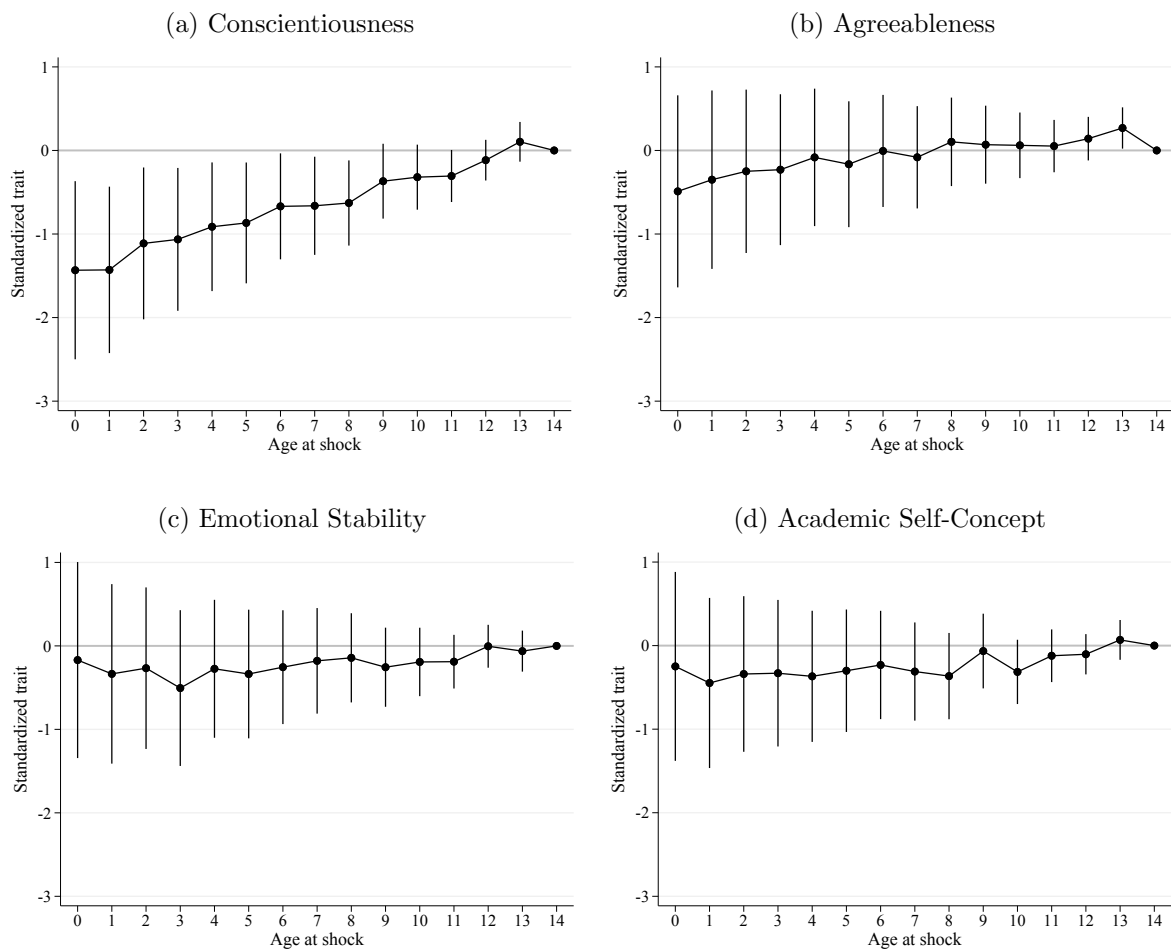 (a) Conscientiousness
1
0
-1
-2
-3
Standardized trait
0 1 2 3 4 5 6 7 8 9 10 11 12 13 14
Age at shock
(b) Agreeableness
1
0
-1
-2
-3
Standardized trait
0 1 2 3 4 5 6 7 8 9 10 11 12 13 14
Age at shock
(c) Emotional Stability
1
0
-1
-2
-3
Standardized trait
0 1 2 3 4 5 6 7 8 9 10 11 12 13 14
Age at shock
(d) Academic Self-Concept
1
0
-1
-2
-3
Standardized trait
0 1 2 3 4 5 6 7 8 9 10 11 12 13 14
Age at shock